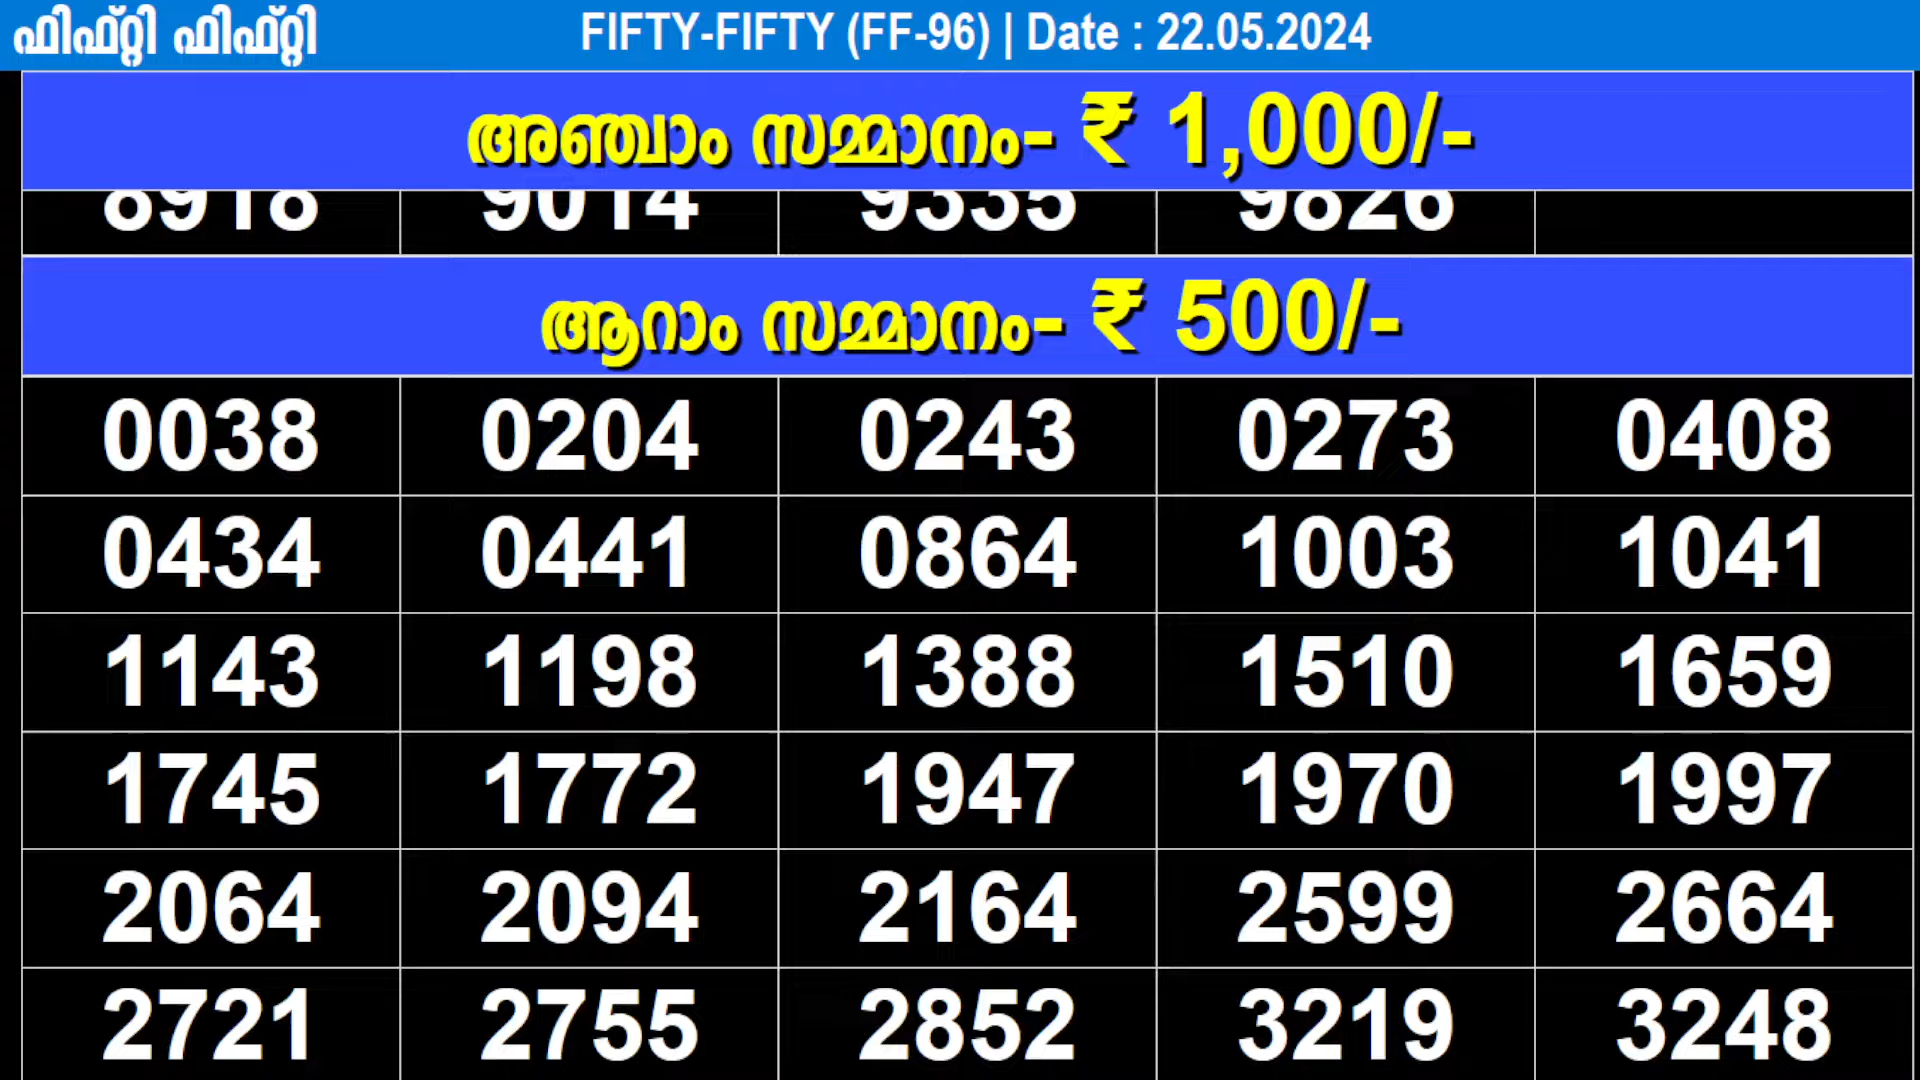 ഫിഫ്റ്റി ഫിഫ്റ്റി FIFTY-FIFTY (FF-96) | Date : 22.05.2024
അഞ്ചാം സമ്മാനം- ₹ 1,000/-
8918 9014 9335 9826
ആറാം സമ്മാനം- ₹ 500/-
0038 0204 0243 0273 0408
0434 0441 0864 1003 1041
1143 1198 1388 1510 1659
1745 1772 1947 1970 1997
2064 2094 2164 2599 2664
2721 2755 2852 3219 3248